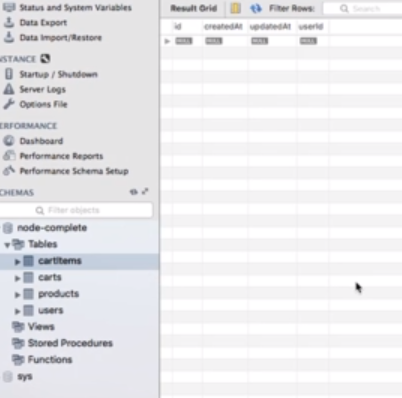 Status and System Variables
Data Export
Data Import/Restore
NSTANCE
Startup / Shutdown
Server Logs
Options File
ERFORMANCE
Dashboard
Performance Reports
Performance Schema Setup
CHEMAS
Filter objects
node-complete
Tables
cartitems
carts
products
users
Views
Stored Procedures
Functions
sys
Result Grid
Filter Rows:
Search
id createdAt updatedAt userId
NULL NULL NULL NULL